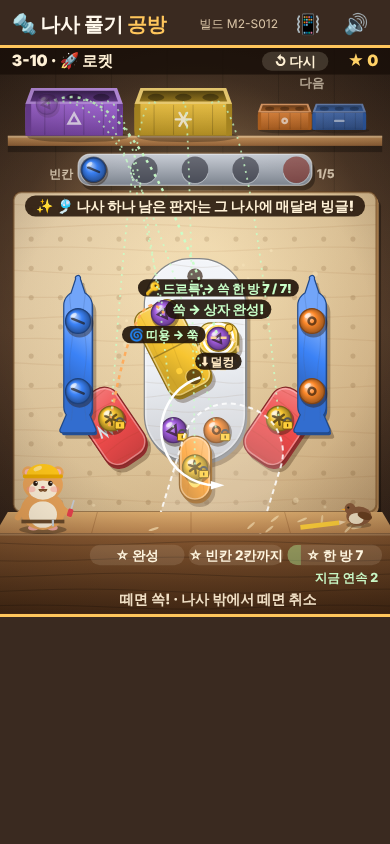 나사 풀기 공방
빌드 M2-S012
3-10 · 🚀 로켓
다시
★ 0
다음
빈칸
1/5
✨ 🎐 나사 하나 남은 판자는 그 나사에 매달려 빙글!
🔑 드르륵 → 쏙 한 방 7 / 7!
쏙 → 상자 완성!
🌀 띠용 → 쏙
⬇덜컹
☆ 완성
☆ 빈칸 2칸까지
☆ 한 방 7
지금 연속 2
떼면 쏙! · 나사 밖에서 떼면 취소